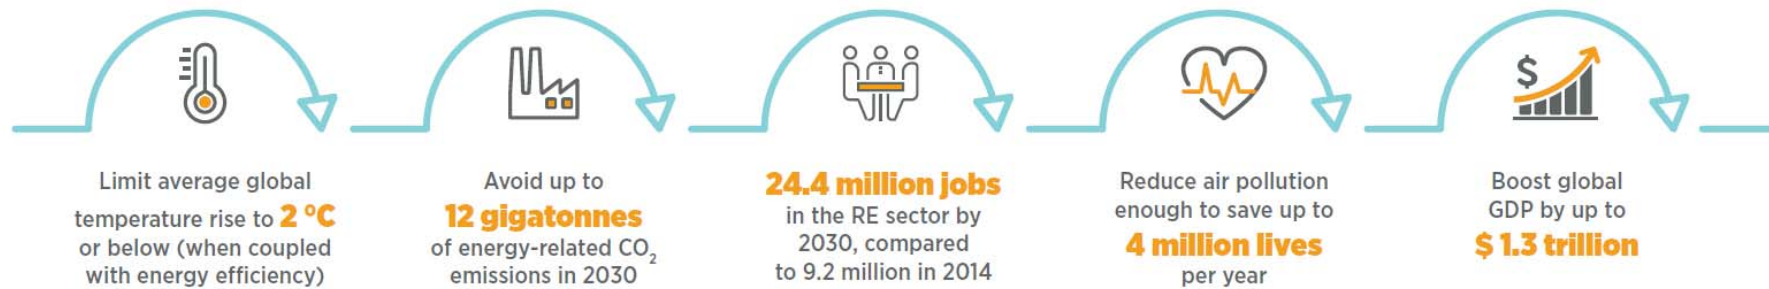 Limit average global
temperature rise to 2 °C
or below (when coupled
with energy efficiency)
Avoid up to
12 gigatonnes
of energy-related CO₂
emissions in 2030
24.4 million jobs
in the RE sector by
2030, compared
to 9.2 million in 2014
Reduce air pollution
enough to save up to
4 million lives
per year
$
Boost global
GDP by up to
$ 1.3 trillion